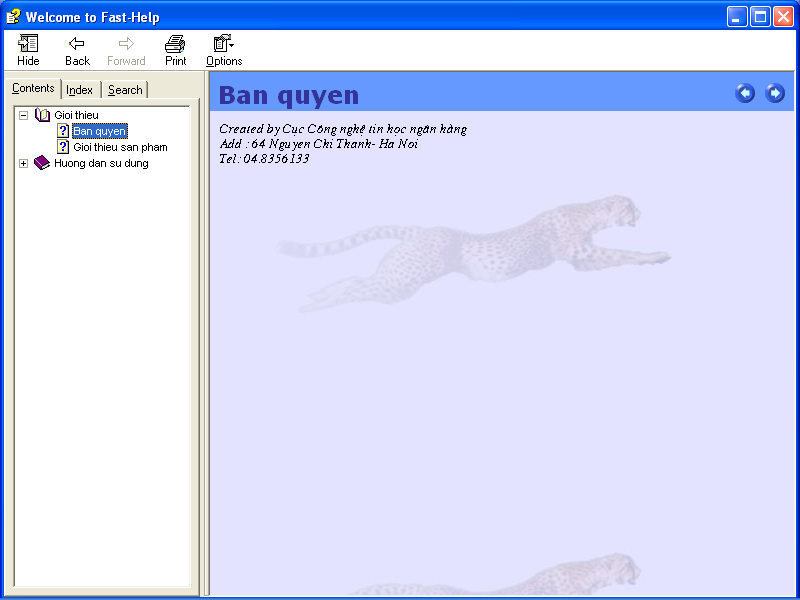 Welcome to Fast-Help
Hide Back Forward Print Options
Contents Index Search
Gioi thieu
Ban quyen
Gioi thieu san pham
Huong dan su dung
Ban quyen
Created by Cục Công nghệ tin học ngân hàng
Add : 64 Nguyen Chi Thanh- Ha Noi
Tel: 04.8356133